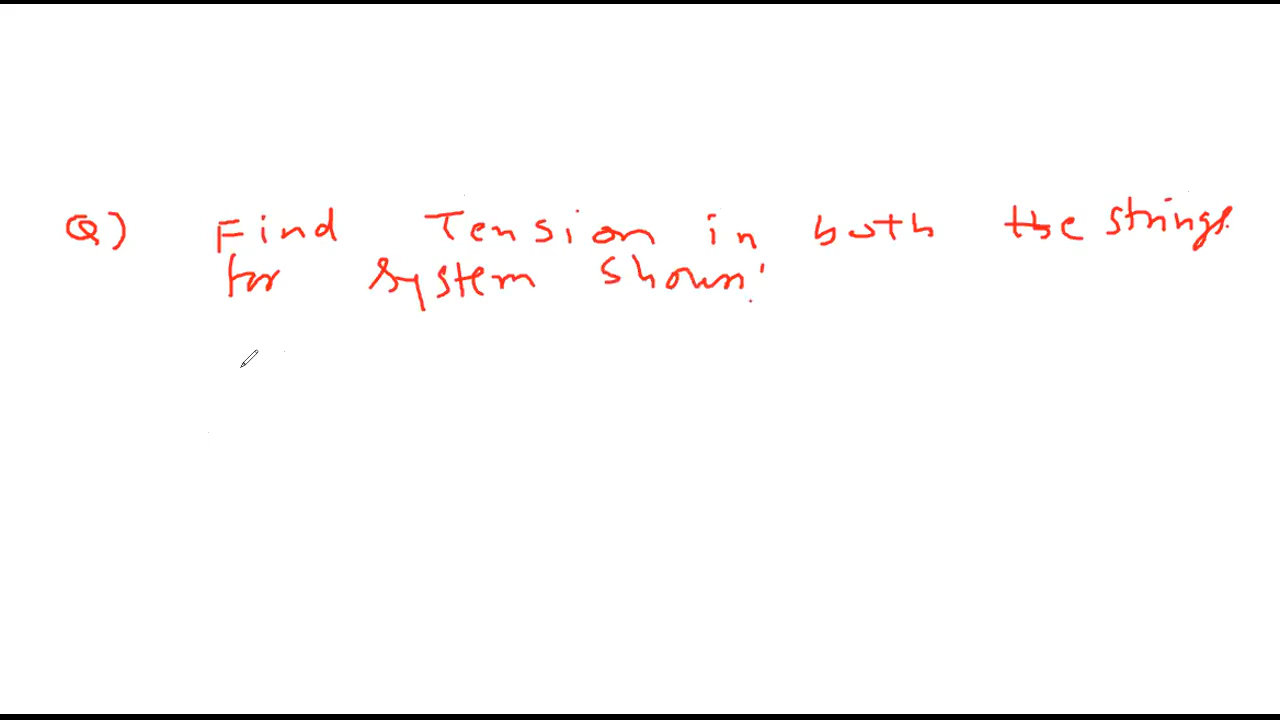 Q) Find Tension in both the strings
for system shown.